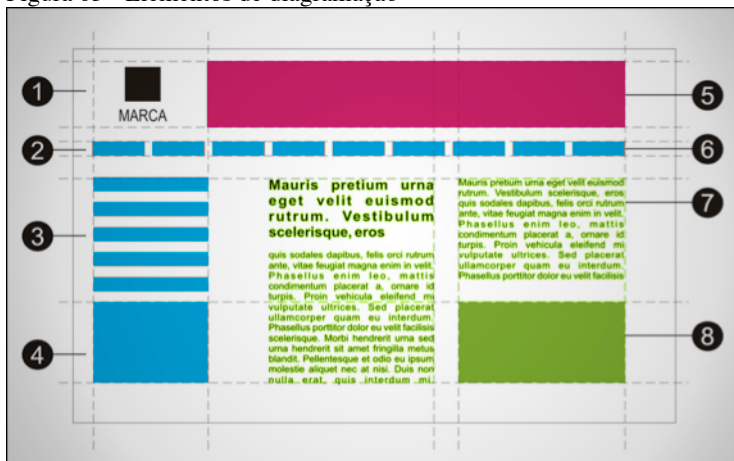 Figura 03 - Elementos de diagramação
1
MARCA
5
2
6
3
Mauris pretium urna
eget velit euismod
rutrum. Vestibulum
scelerisque, eros
quis sodales dapibus, felis orci rutrum
ante, vitae feugiat magna enim in velit.
Phasellus enim leo, mattis
condimentum placerat a, ornare id
turpis. Proin vehicula eleifend mi
vulputate ultrices. Sed placerat
ullamcorper quam eu interdum.
Phasellus porttitor dolor eu velit facilisis
scelerisque. Morbi hendrerit urna sed
urna hendrerit sit amet fringilla metus
blandit. Pellentesque et odio eu ipsum
molestie aliquet nec at nisi. Duis non
nulla erat, quis interdum mi.
Mauris pretium urna eget velit euismod
rutrum. Vestibulum scelerisque, eros
quis sodales dapibus, felis orci rutrum
ante, vitae feugiat magna enim in velit.
Phasellus enim leo, mattis
condimentum placerat a, ornare id
turpis. Proin vehicula eleifend mi
vulputate ultrices. Sed placerat
ullamcorper quam eu interdum.
Phasellus porttitor dolor eu velit facilisis
7
4
8